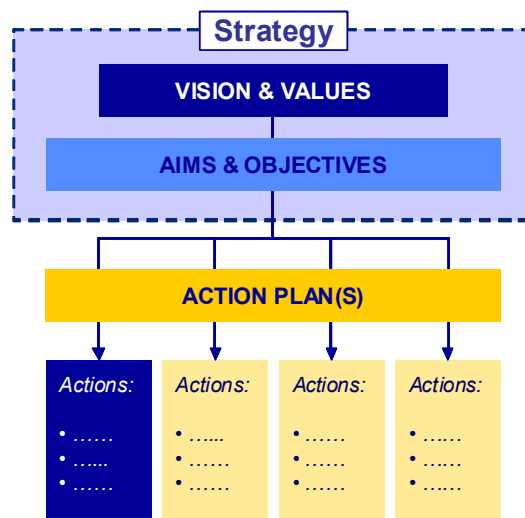 Strategy
VISION & VALUES
AIMS & OBJECTIVES
ACTION PLAN(S)
Actions:
• ……
• …...
• ……
Actions:
• …...
• ……
• ……
Actions:
• ……
• ……
• ……
Actions:
• ……
• ……
• ……